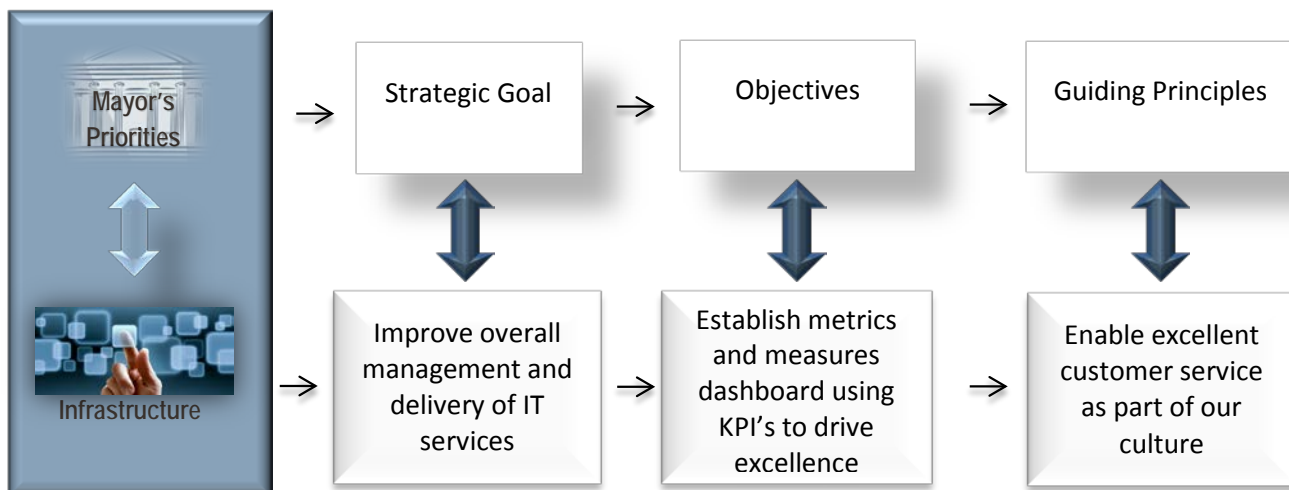 Mayor's
Priorities
Strategic Goal
Objectives
Guiding Principles
Infrastructure
Improve overall
management and
delivery of IT
services
Establish metrics
and measures
dashboard using
KPI's to drive
excellence
Enable excellent
customer service
as part of our
culture